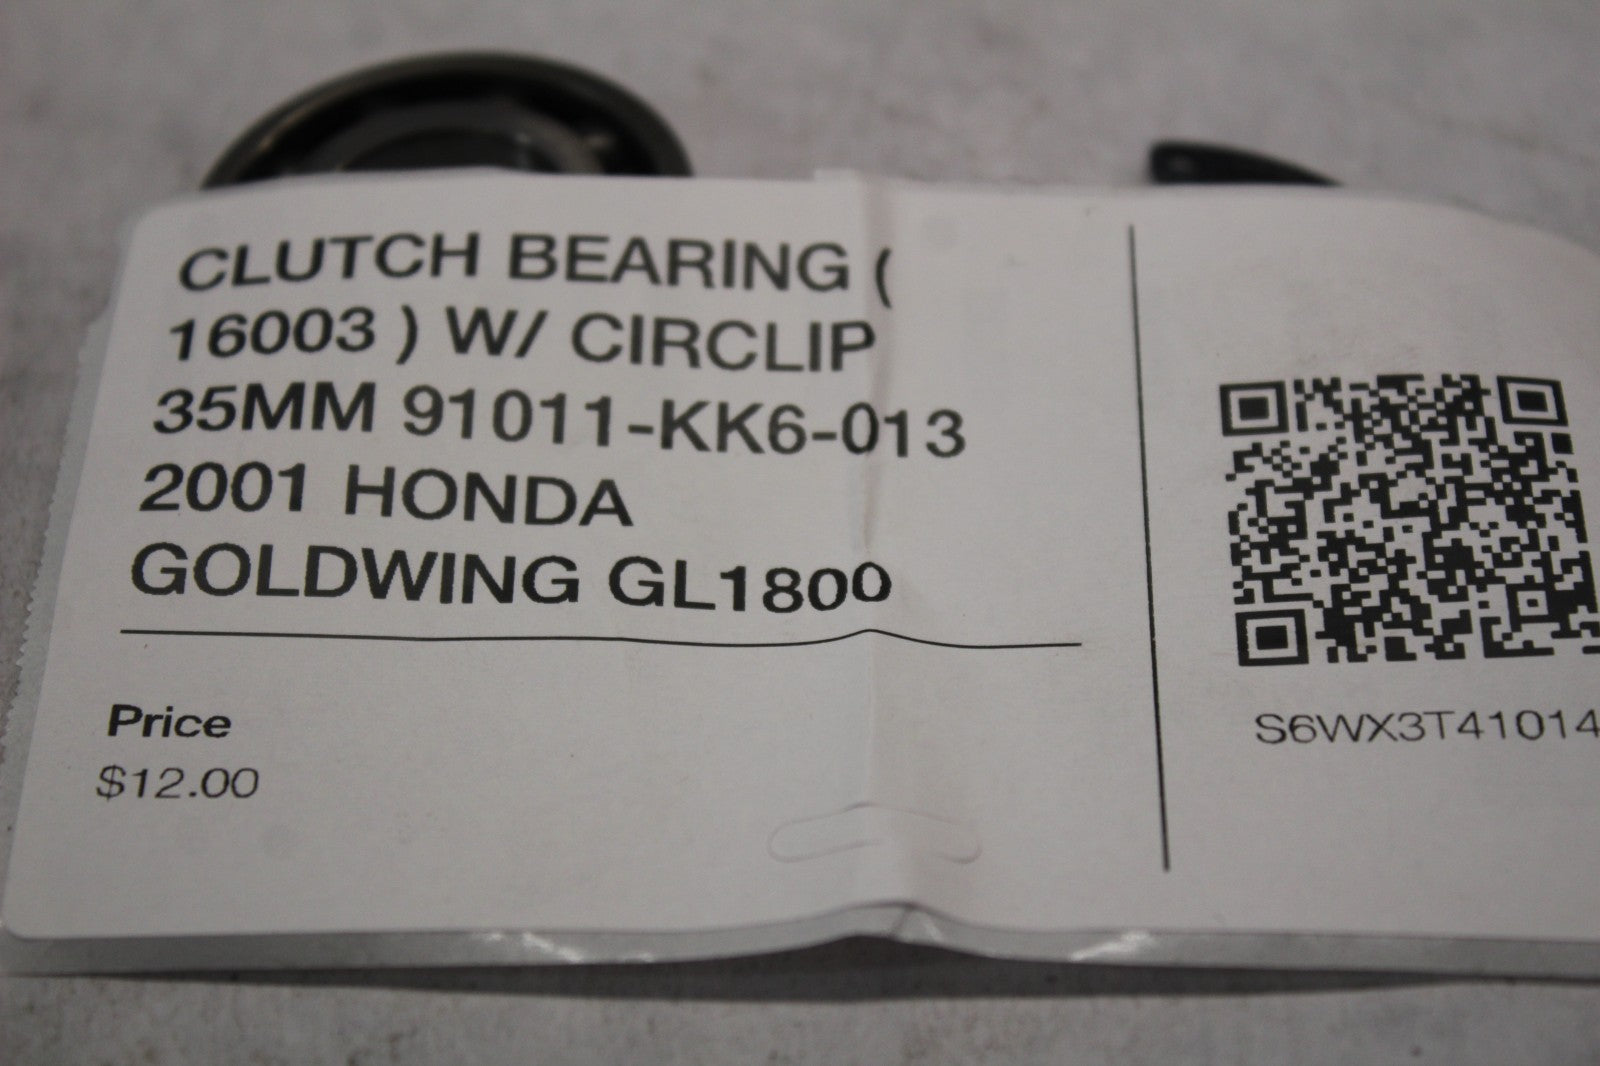 CLUTCH BEARING (
16003 ) W/ CIRCLIP
35MM 91011-KK6-013
2001 HONDA
GOLDWING GL1800
Price
$12.00
S6WX3T41014